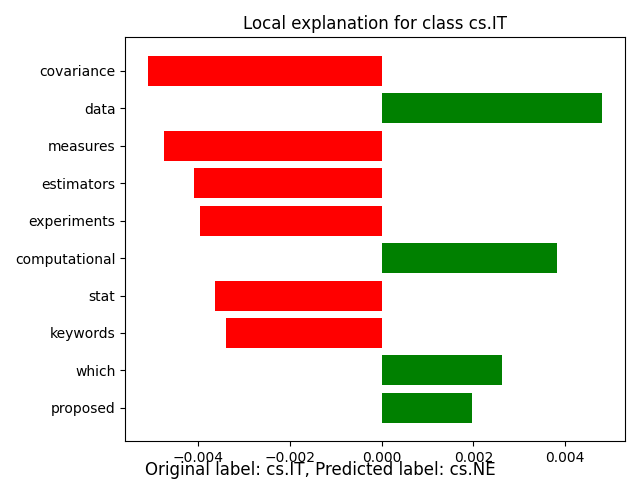 Local explanation for class cs.IT
covariance
data
measures
estimators
experiments
computational
stat
keywords
which
proposed
−0.004 −0.002 0.000 0.002 0.004
Original label: cs.IT, Predicted label: cs.NE